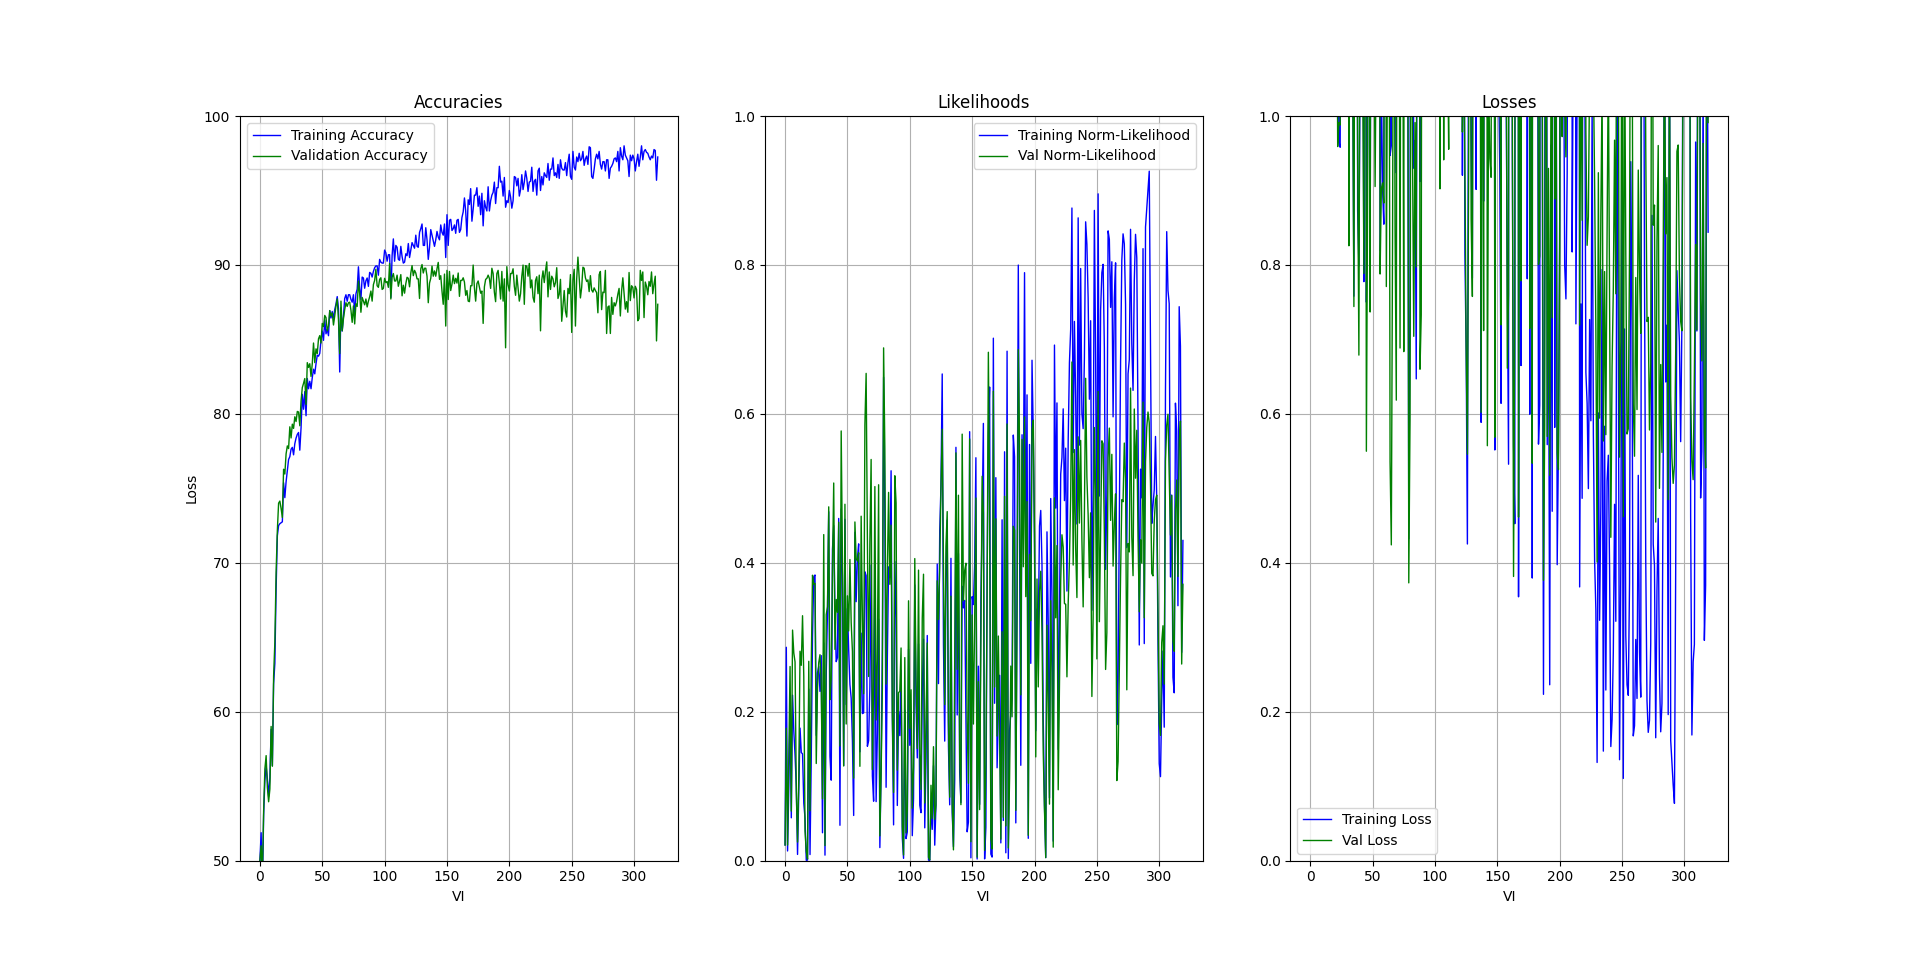 Accuracies
Training Accuracy
Validation Accuracy
Loss
100
90
80
70
60
50
0 50 100 150 200 250 300
VI
Likelihoods
Training Norm-Likelihood
Val Norm-Likelihood
1.0
0.8
0.6
0.4
0.2
0.0
0 50 100 150 200 250 300
VI
Losses
1.0
0.8
0.6
0.4
0.2
0.0
Training Loss
Val Loss
0 50 100 150 200 250 300
VI